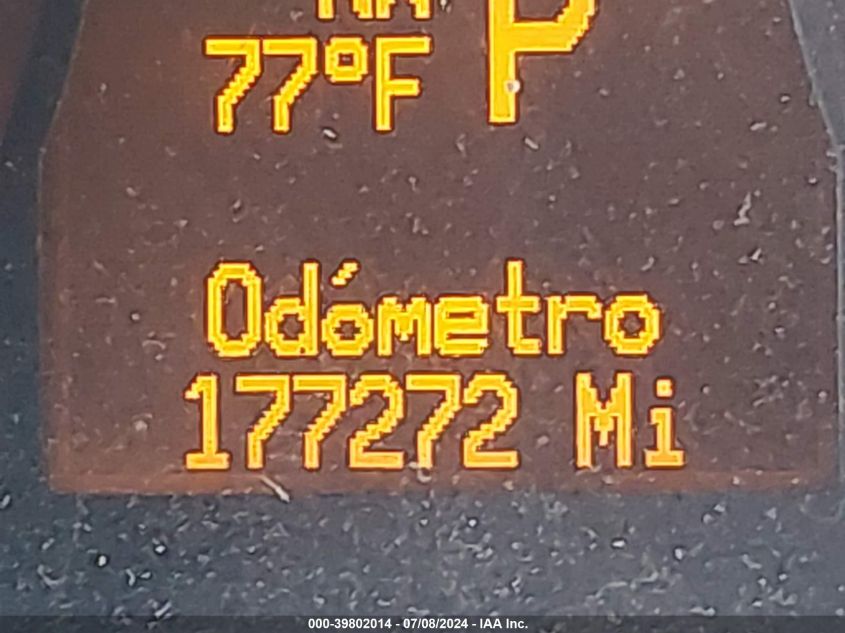 P
77°F
Odómetro
177272 Mi
000-39802014 - 07/08/2024 - IAA Inc.